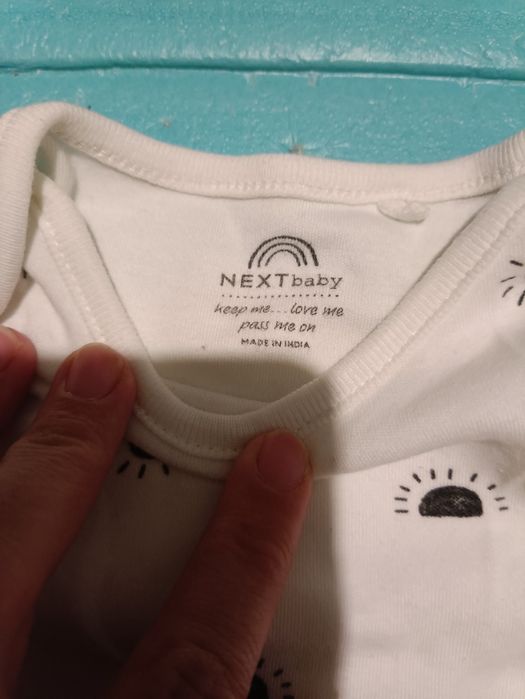 NEXTbaby
keep me... love me
pass me on
MADE IN INDIA